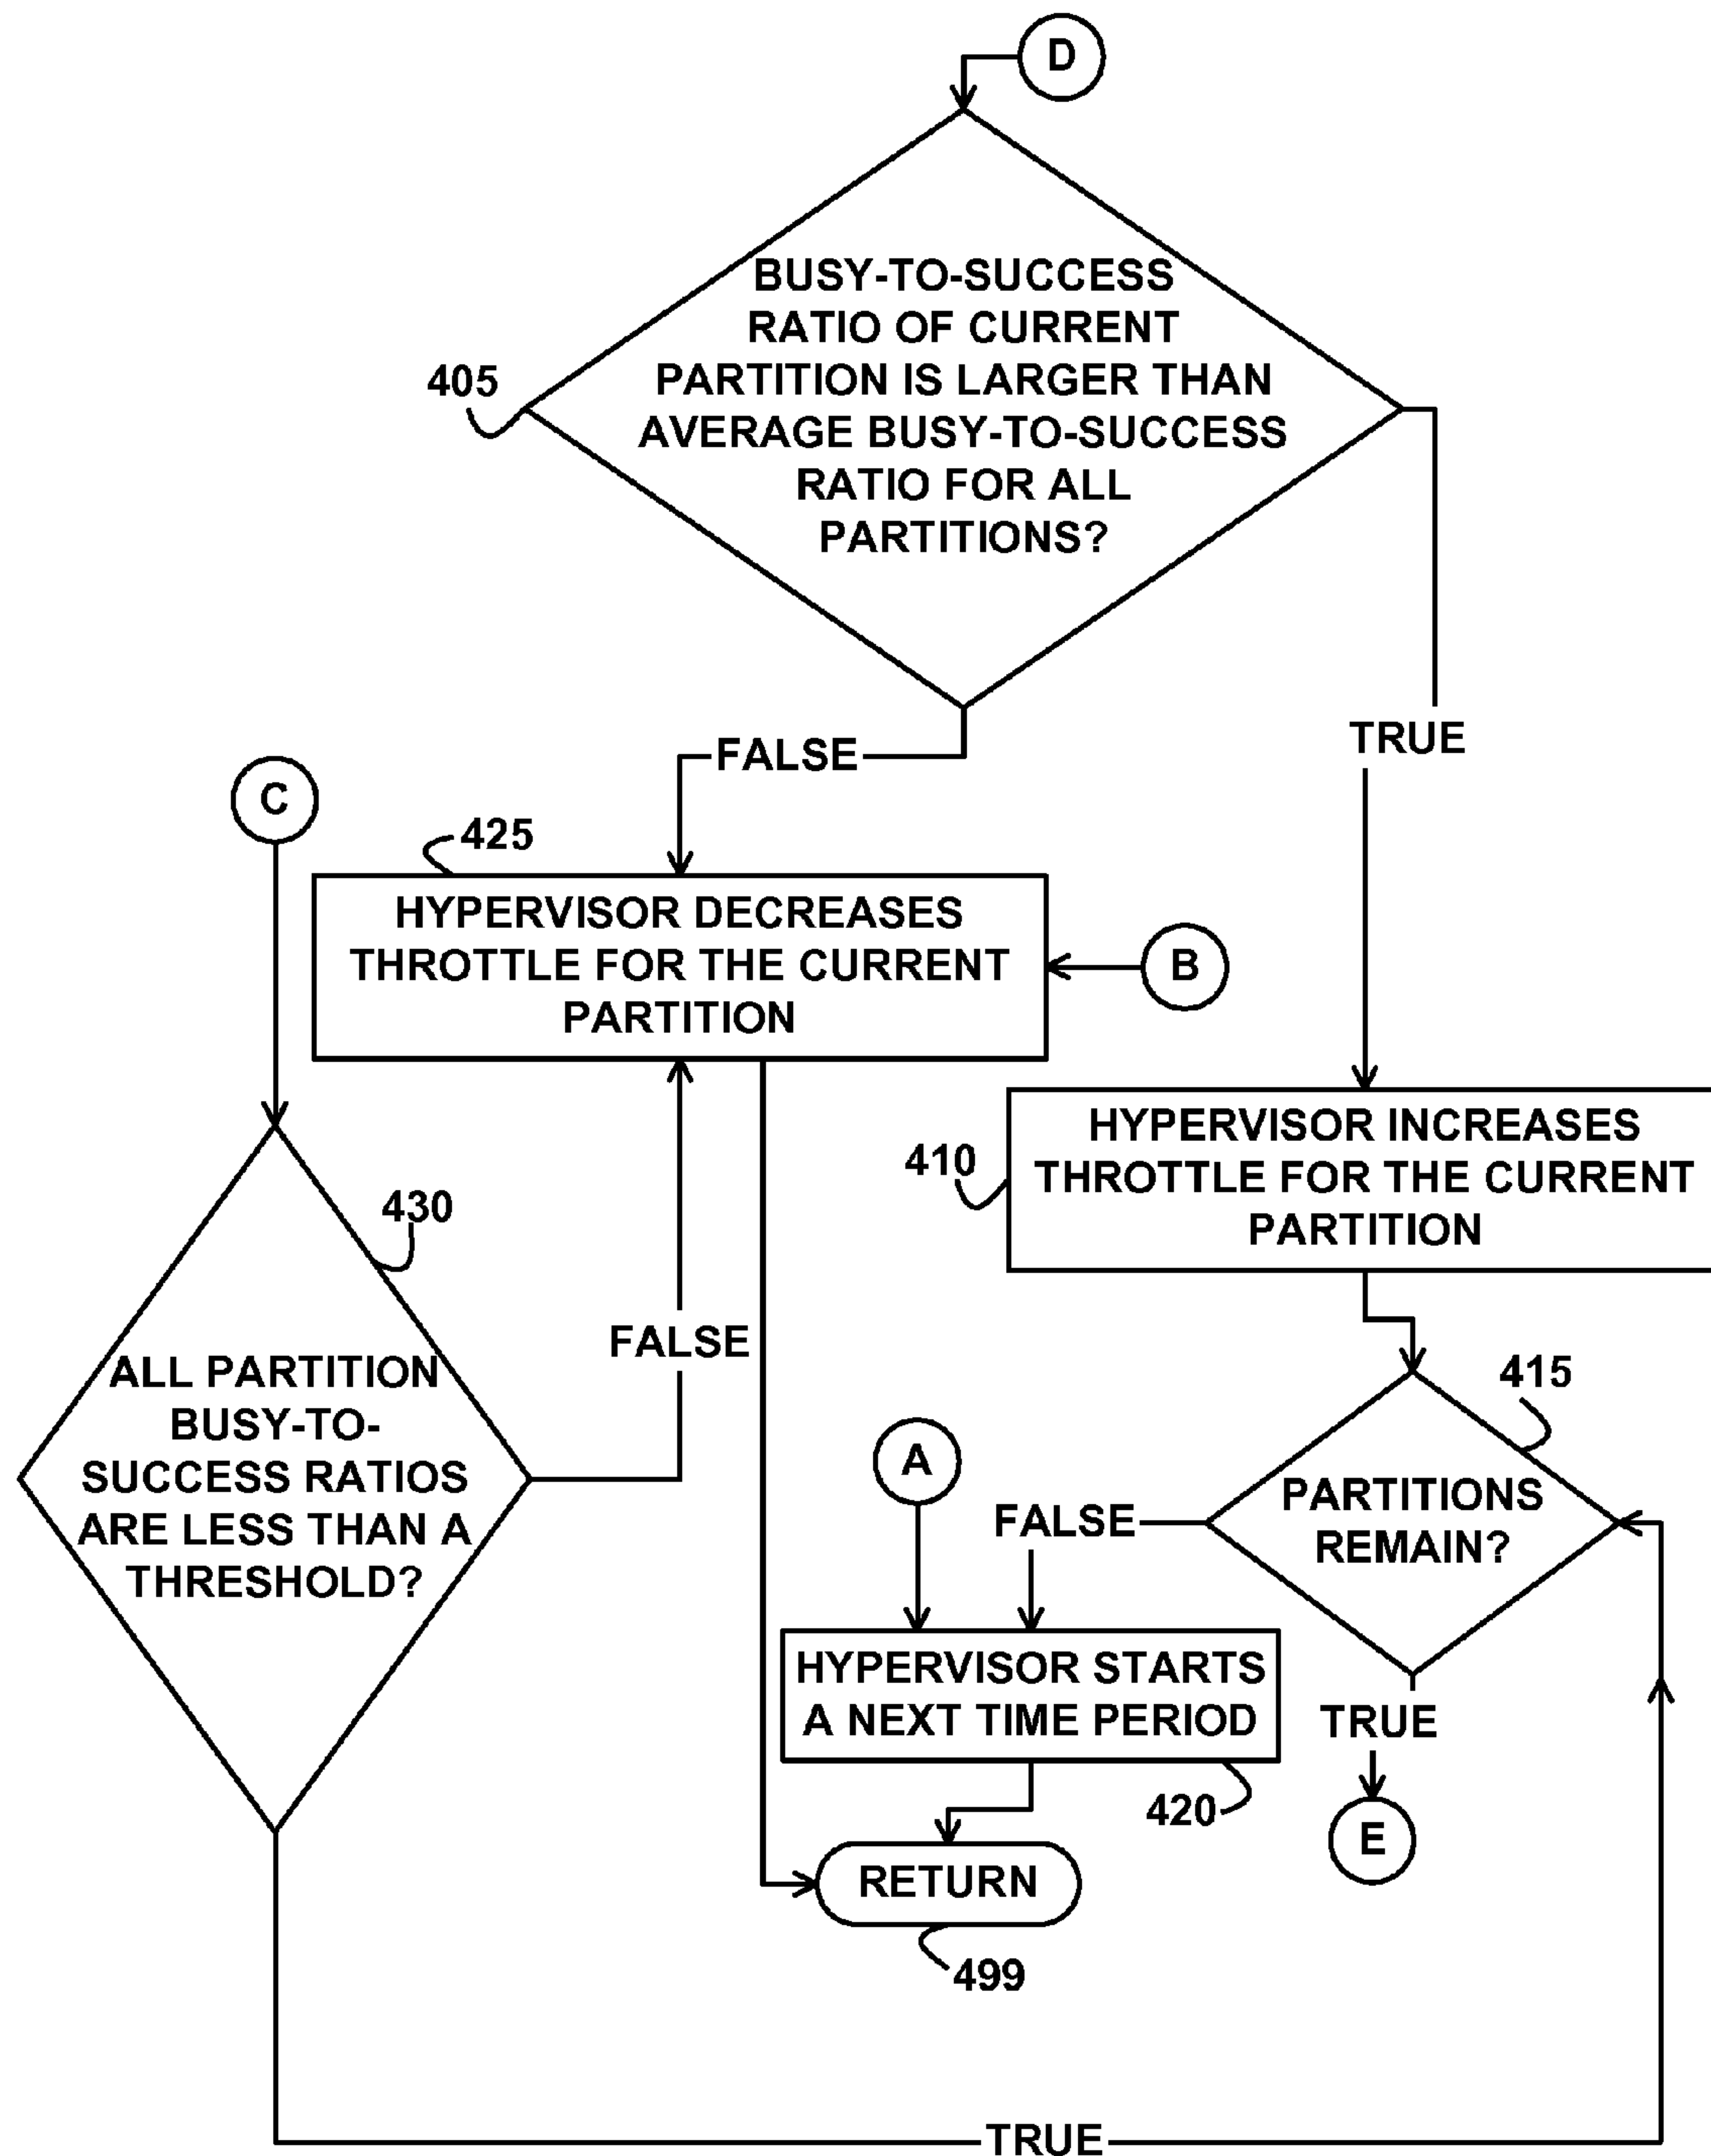 D
BUSY-TO-SUCCESS
RATIO OF CURRENT
PARTITION IS LARGER THAN
AVERAGE BUSY-TO-SUCCESS
RATIO FOR ALL
PARTITIONS?
405
FALSE
TRUE
C
425
HYPERVISOR DECREASES
THROTTLE FOR THE CURRENT
PARTITION
B
HYPERVISOR INCREASES
THROTTLE FOR THE CURRENT
PARTITION
410
430
FALSE
ALL PARTITION
BUSY-TO-
SUCCESS RATIOS
ARE LESS THAN A
THRESHOLD?
415
A
FALSE
PARTITIONS
REMAIN?
HYPERVISOR STARTS
A NEXT TIME PERIOD
TRUE
420
E
RETURN
499
TRUE